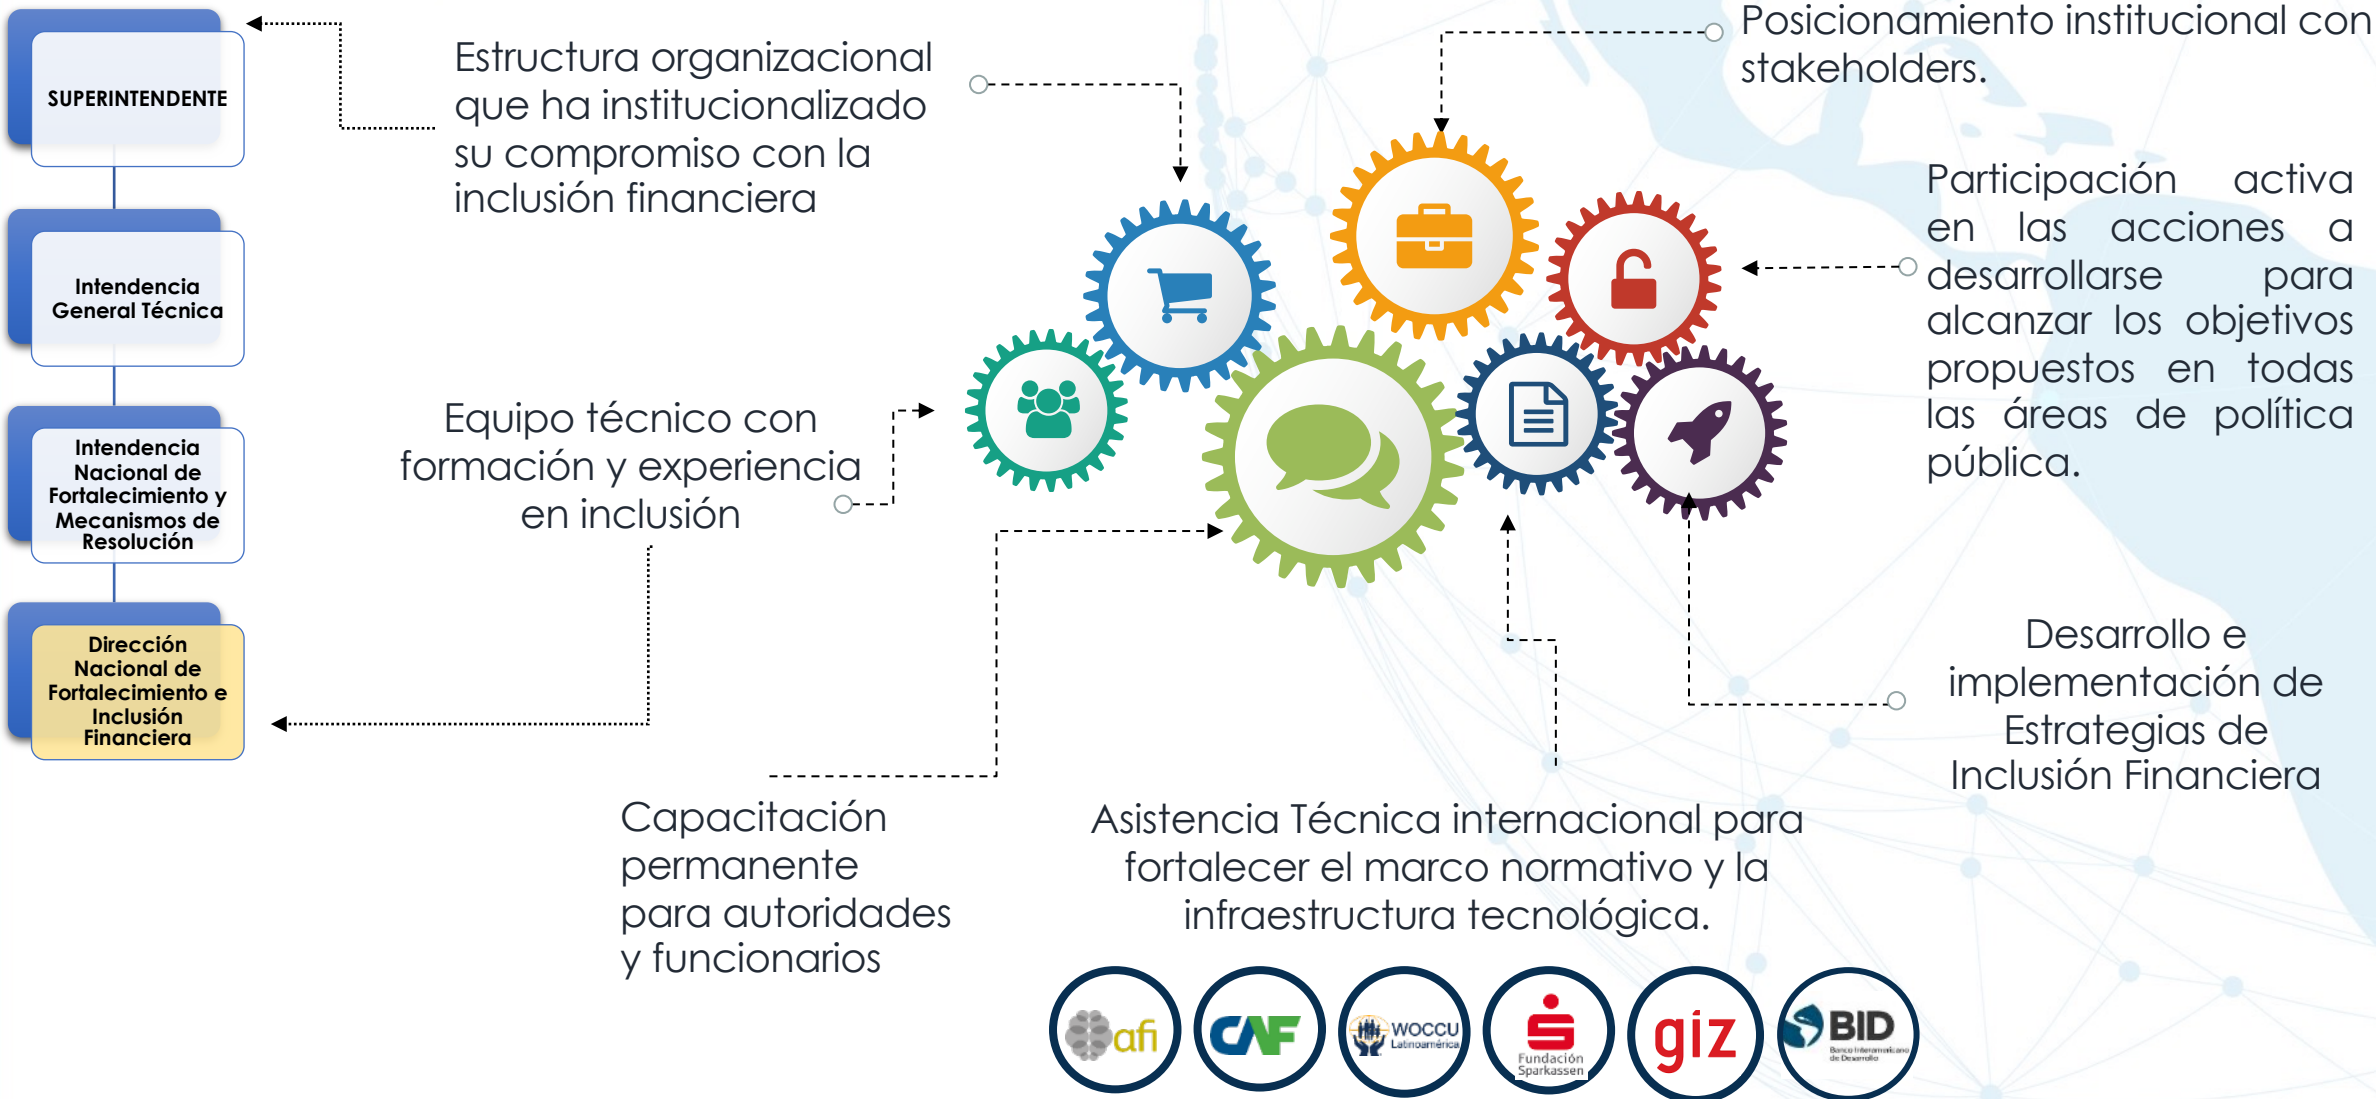 SUPERINTENDENTE
Intendencia
General Técnica
Intendencia
Nacional de
Fortalecimiento y
Mecanismos de
Resolución
Dirección
Nacional de
Fortalecimiento e
Inclusión
Financiera
Estructura organizacional
que ha institucionalizado
su compromiso con la
inclusión financiera
Equipo técnico con
formación y experiencia
en inclusión
Capacitación
permanente
para autoridades
y funcionarios
Posicionamiento institucional con
stakeholders.
Participación activa
en las acciones a
desarrollarse para
alcanzar los objetivos
propuestos en todas
las áreas de política
pública.
Desarrollo e
implementación de
Estrategias de
Inclusión Financiera
Asistencia Técnica internacional para
fortalecer el marco normativo y la
infraestructura tecnológica.
afi
CAF
WOCCU
Latinoamérica
Fundación
Sparkassen
giz
BID
Banco Interamericano
de Desarrollo